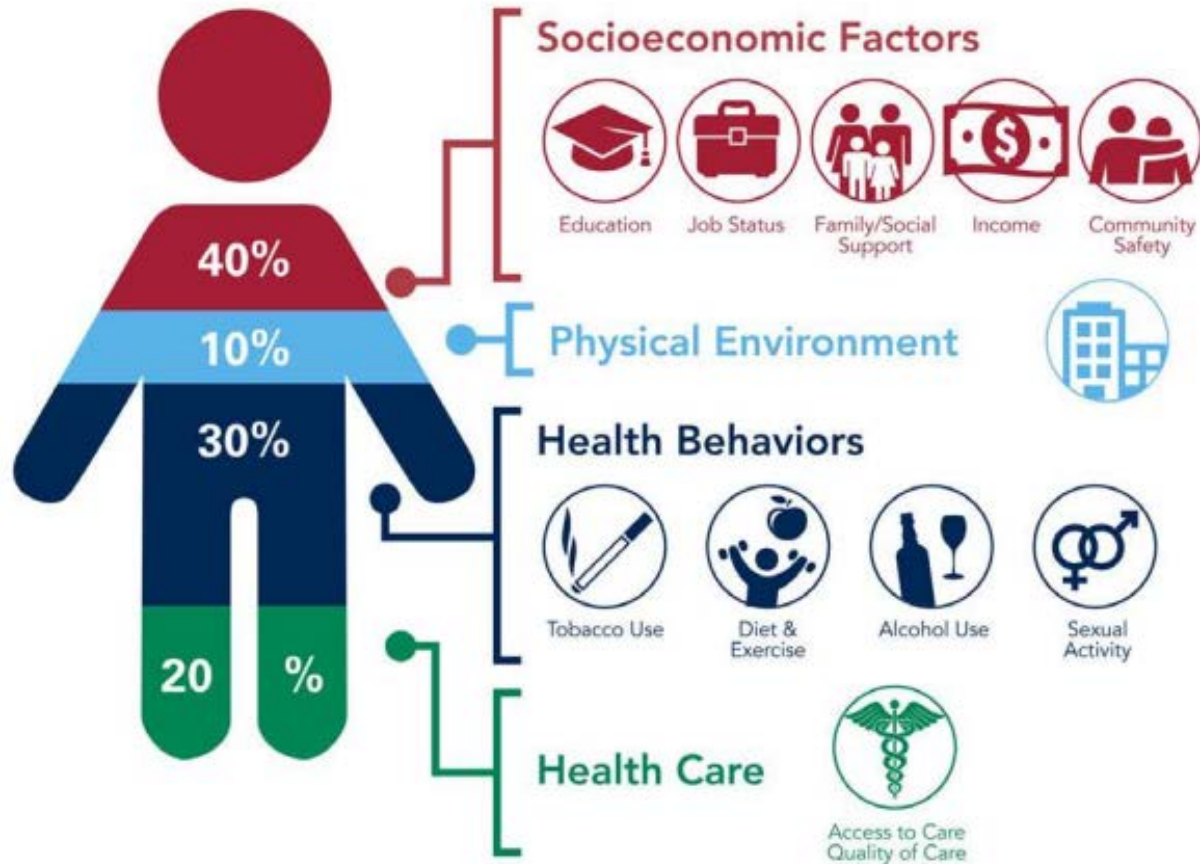 Socioeconomic Factors
$
Education
Job Status
Family/Social
Support
Income
Community
Safety
40%
10%
Physical Environment
30%
Health Behaviors
Tobacco Use
Diet &
Exercise
Alcohol Use
Sexual
Activity
20 %
Health Care
Access to Care
Quality of Care